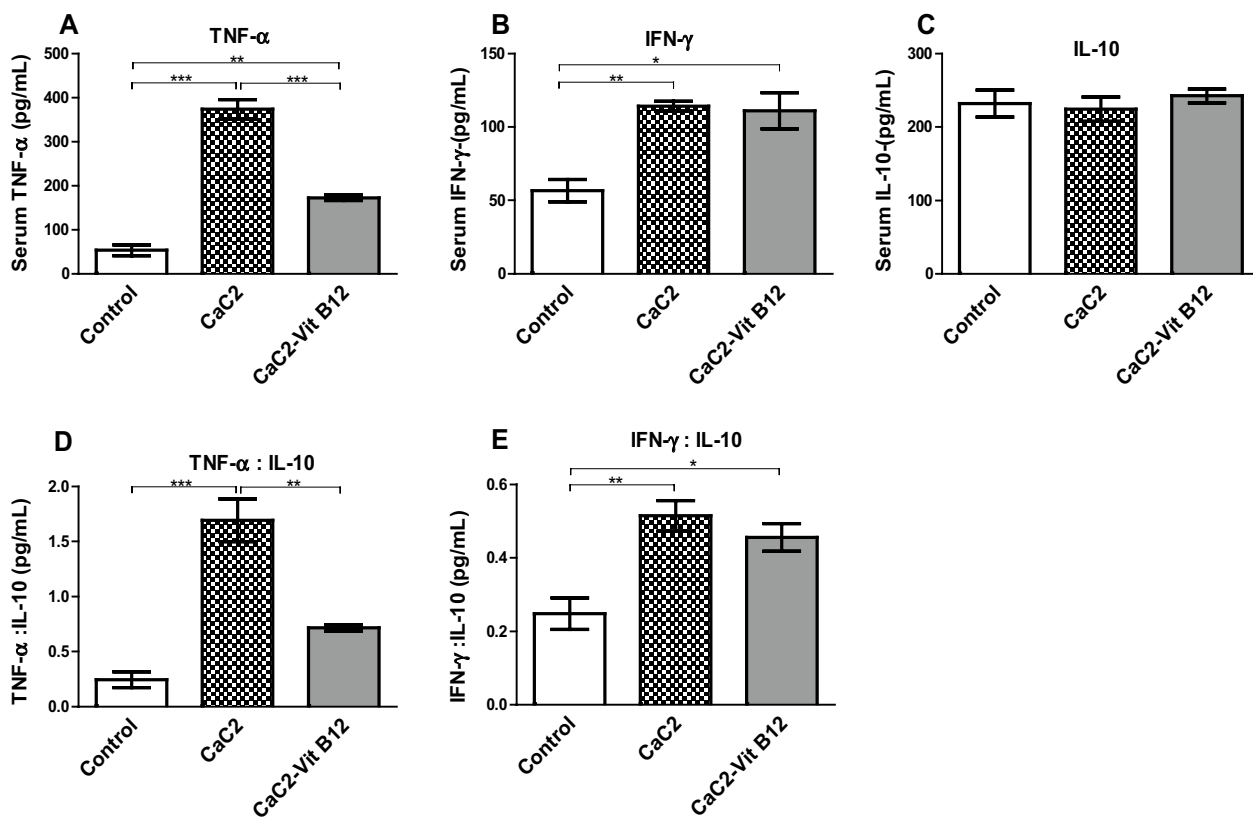 A
TNF-α
Serum TNF-α (pg/mL)
500
400
300
200
100
0
**
***
***
Control
CaC2
CaC2-Vit B12
B
IFN-γ
Serum IFN-γ-(pg/mL)
150
100
50
0
*
**
Control
CaC2
CaC2-Vit B12
C
IL-10
Serum IL-10-(pg/mL)
300
200
100
0
Control
CaC2
CaC2-Vit B12
D
TNF-α : IL-10
TNF-α :IL-10 (pg/mL)
2.0
1.5
1.0
0.5
0.0
***
**
Control
CaC2
CaC2-Vit B12
E
IFN-γ : IL-10
IFN-γ :IL-10 (pg/mL)
0.6
0.4
0.2
0.0
*
**
Control
CaC2
CaC2-Vit B12